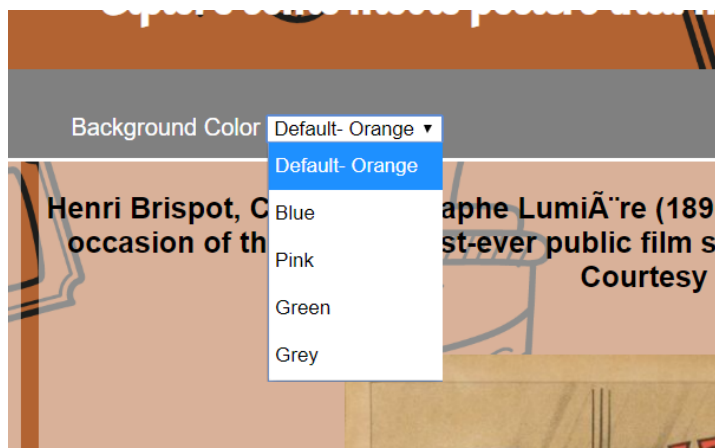 Background Color Default- Orange
Default- Orange
Blue
Pink
Green
Grey
Henri Brispot, C aphe LumiÃ¨re (189
occasion of th st-ever public film s
Courtesy